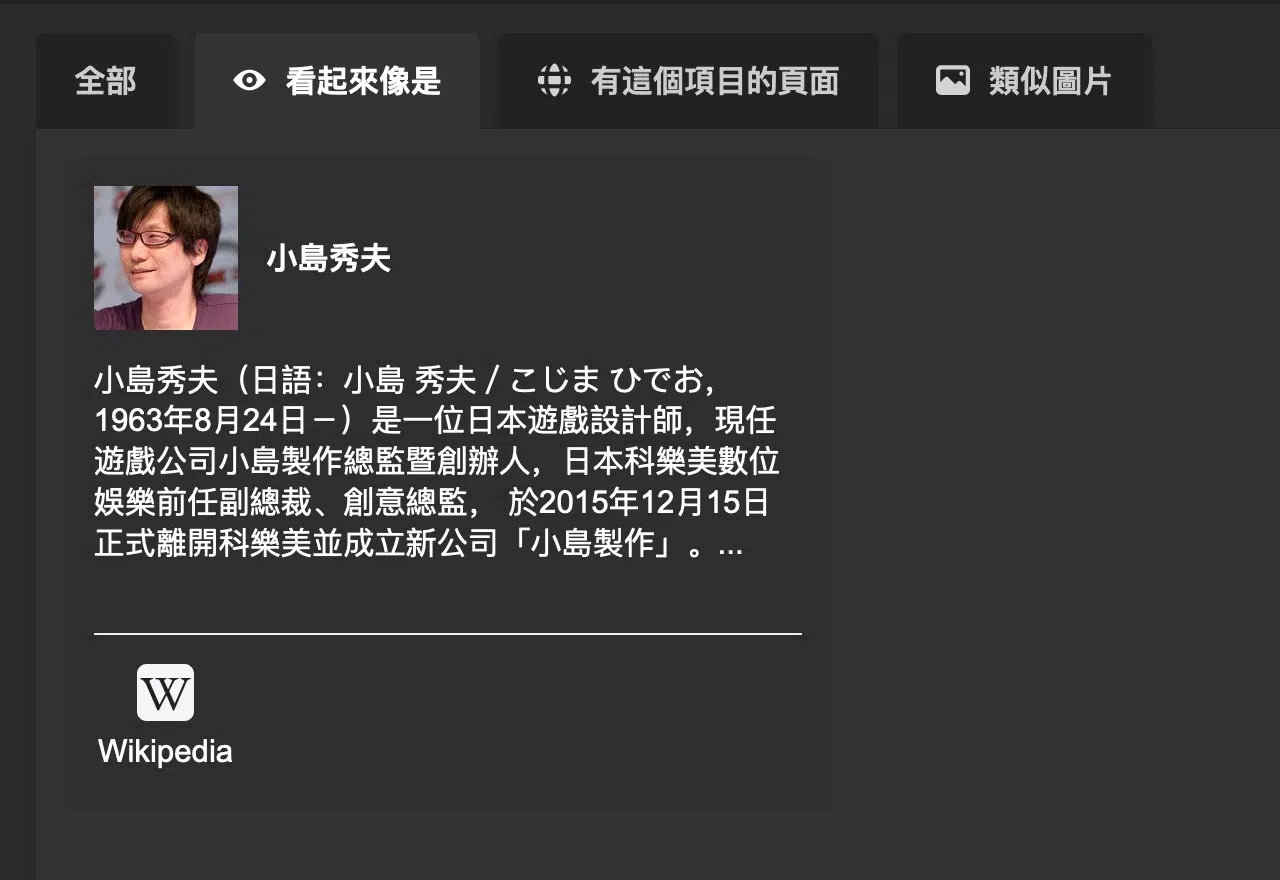 全部
看起來像是
有這個項目的頁面
類似圖片
小島秀夫
小島秀夫（日語：小島 秀夫 / こじま ひでお，
1963年8月24日－）是一位日本遊戲設計師，現任
遊戲公司小島製作總監暨創辦人，日本科樂美數位
娛樂前任副總裁、創意總監， 於2015年12月15日
正式離開科樂美並成立新公司「小島製作」。...
W
Wikipedia